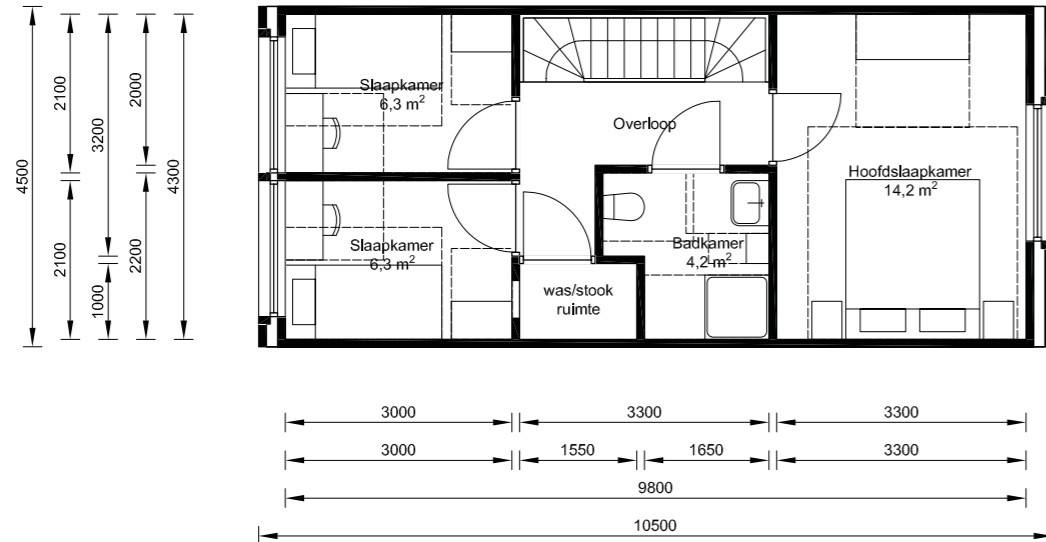 4500
2100
2100
3200
1000
2000
2200
4300
Slaapkamer
6,3 m²
Slaapkamer
6,3 m²
Overloop
was/stook
ruimte
Badkamer
4,2 m²
Hoofdslaapkamer
14,2 m²
3000
3300
3300
3000
1550
1650
3300
9800
10500